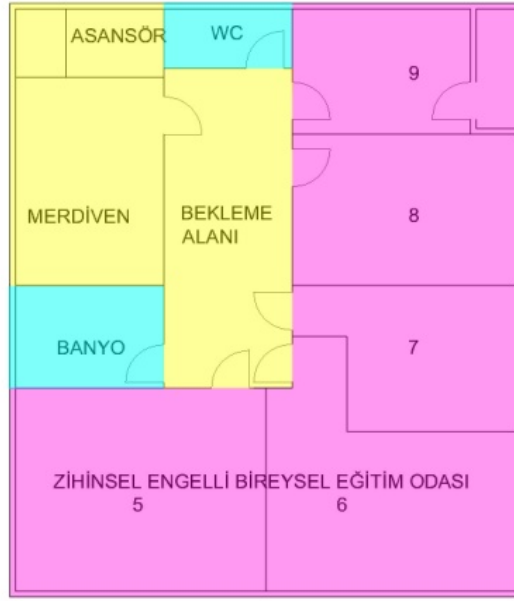 ASANSÖR
WC
9
MERDİVEN
BEKLEME
ALANI
8
BANYO
7
ZİHİNSEL ENGELLİ BİREYSEL EĞİTİM ODASI
5
6